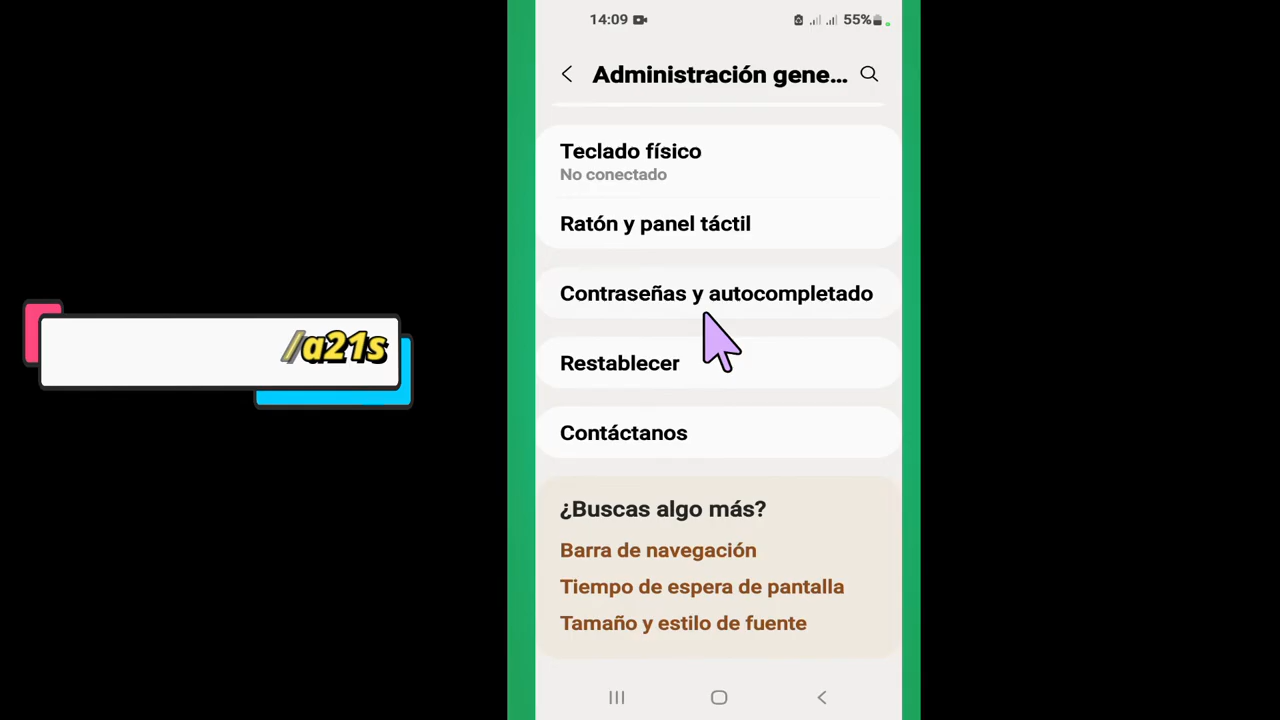 14:09
55%
Administración gene...
Teclado físico
No conectado
Ratón y panel táctil
Contraseñas y autocompletado
/a21s
Restablecer
Contáctanos
¿Buscas algo más?
Barra de navegación
Tiempo de espera de pantalla
Tamaño y estilo de fuente